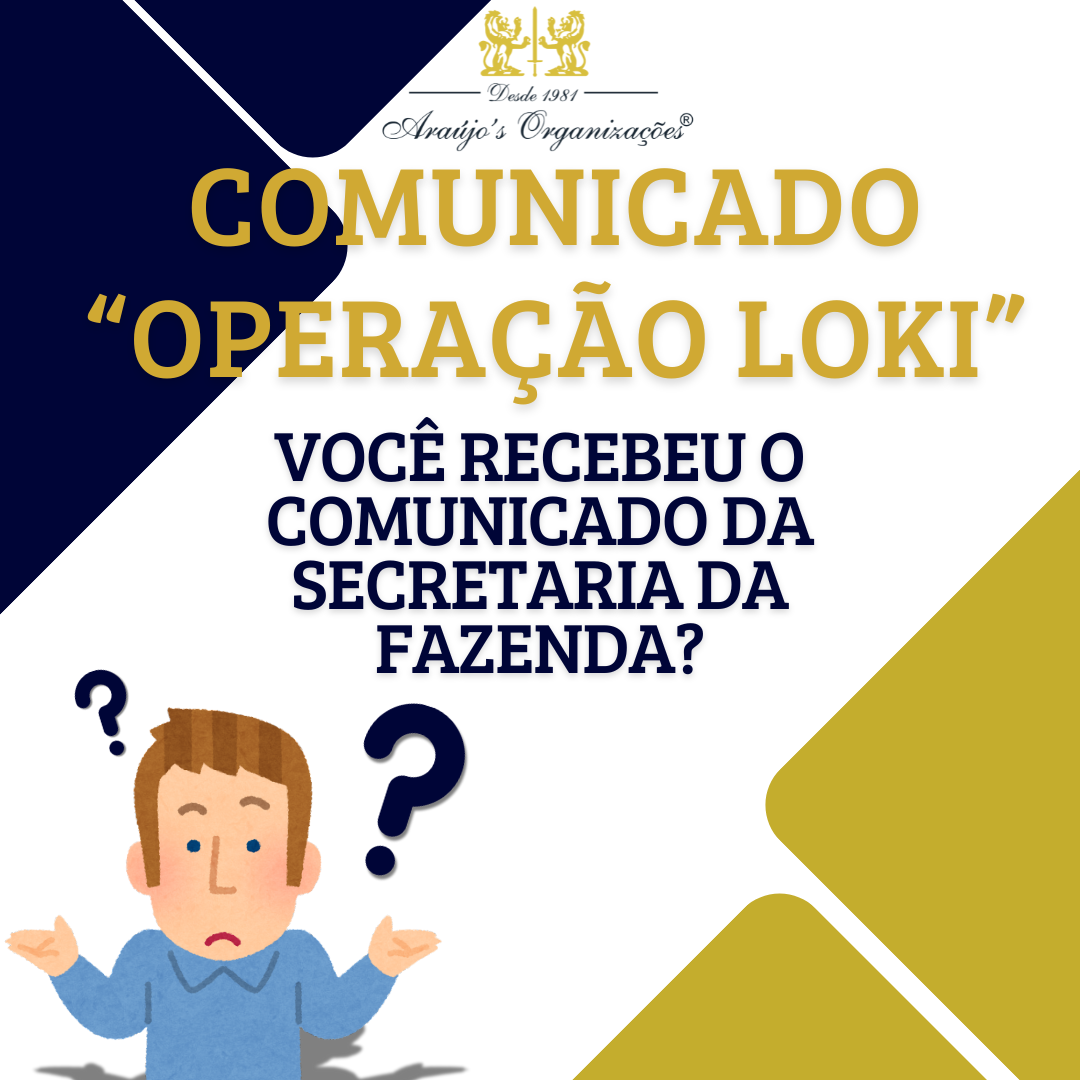 Desde 1981
Araújo's Organizações®
COMUNICADO
“OPERAÇÃO LOKI”
VOCÊ RECEBEU O
COMUNICADO DA
SECRETARIA DA
FAZENDA?
?
?